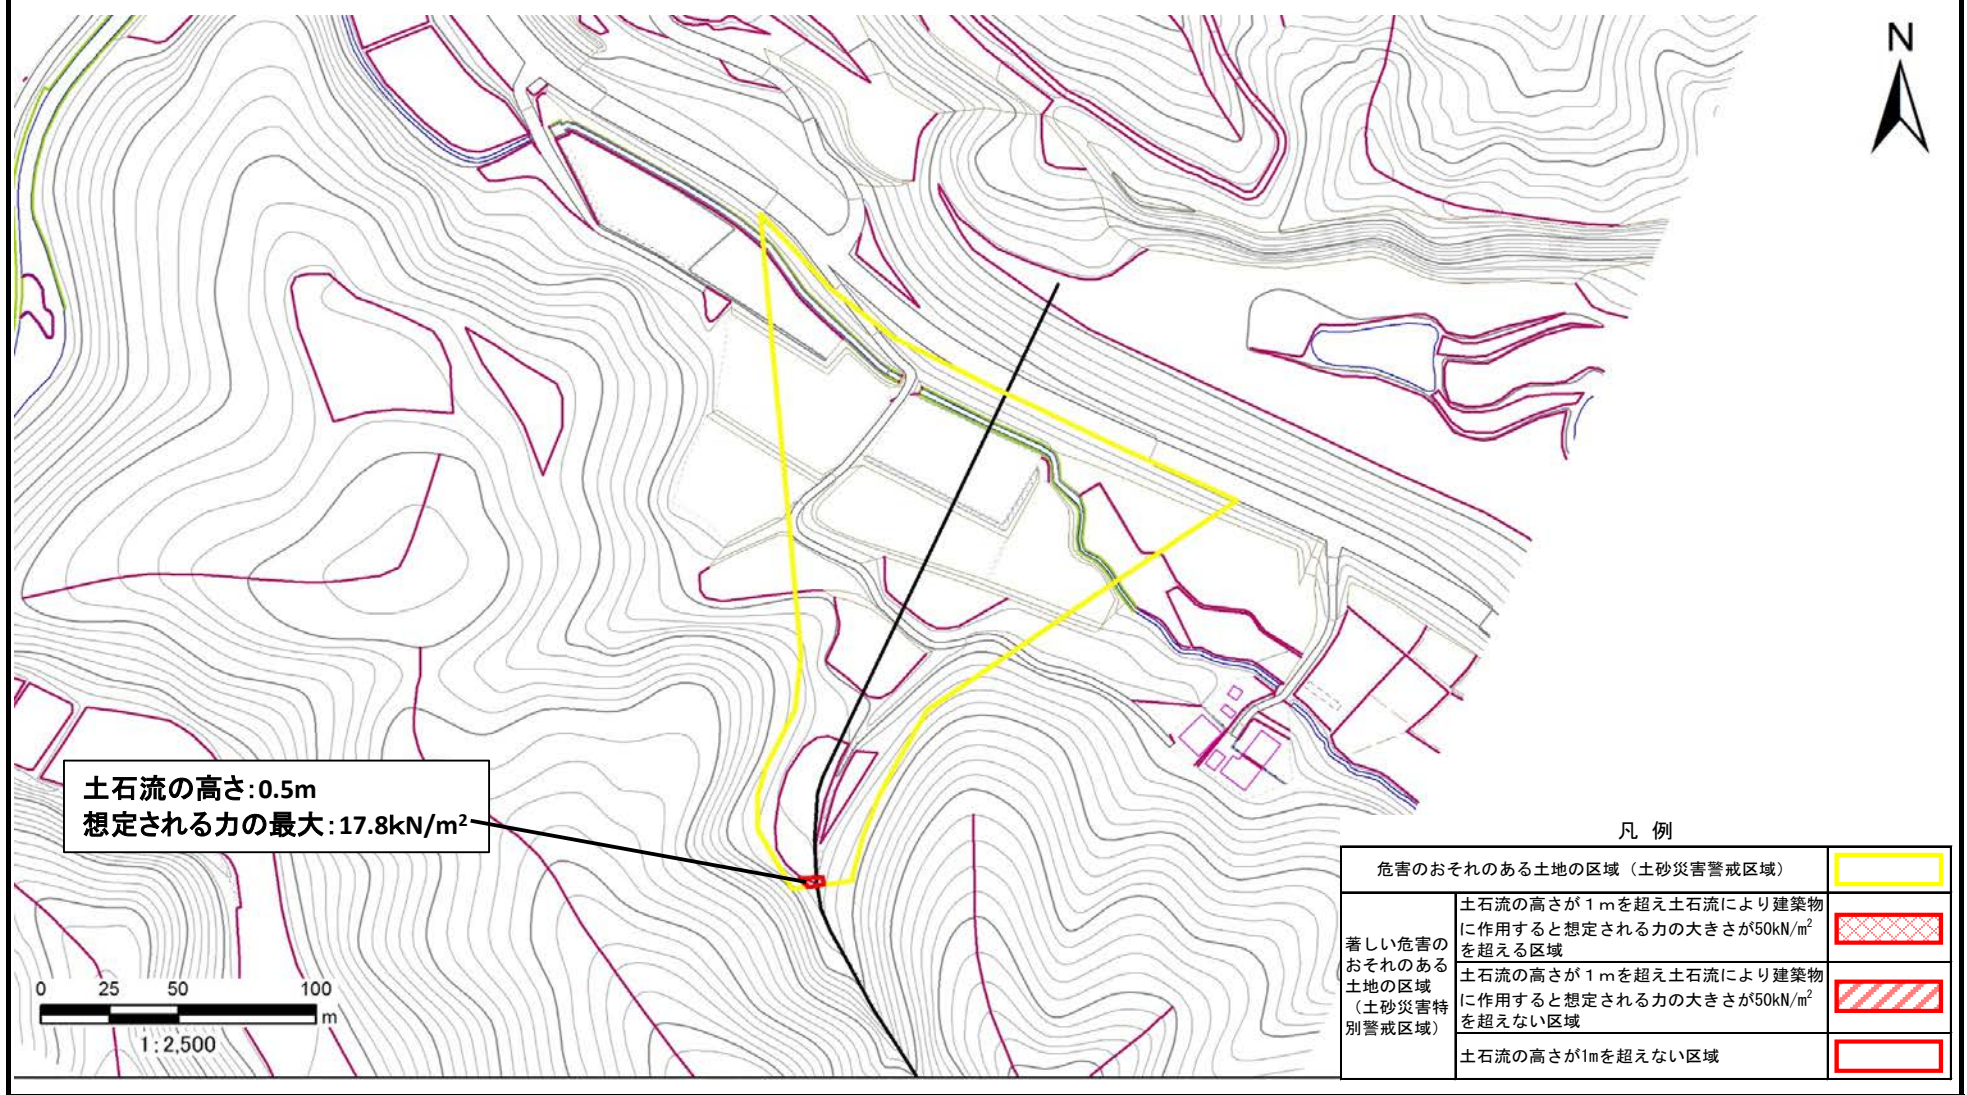 N
土石流の高さ:0.5m
想定される力の最大:17.8kN/m²
0 25 50 100
m
1:2,500
凡 例
危害のおそれのある土地の区域（土砂災害警戒区域）
著しい危害の
おそれのある
土地の区域
（土砂災害特
別警戒区域）
土石流の高さが１ｍを超え土石流により建築物
に作用すると想定される力の大きさが50kN/m²
を超える区域
土石流の高さが１ｍを超え土石流により建築物
に作用すると想定される力の大きさが50kN/m²
を超えない区域
土石流の高さが1mを超えない区域